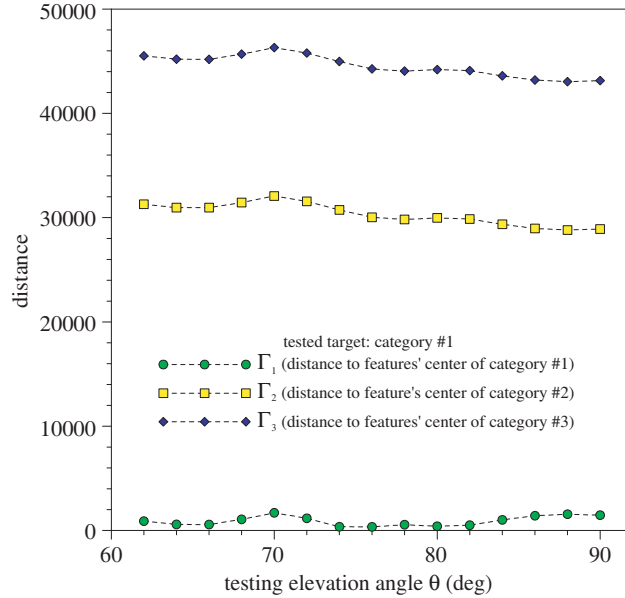 50000
40000
30000
20000
10000
0
distance
tested target: category #1
Γ1 (distance to features' center of category #1)
Γ2 (distance to feature's center of category #2)
Γ3 (distance to features' center of category #3)
60 70 80 90
testing elevation angle θ (deg)